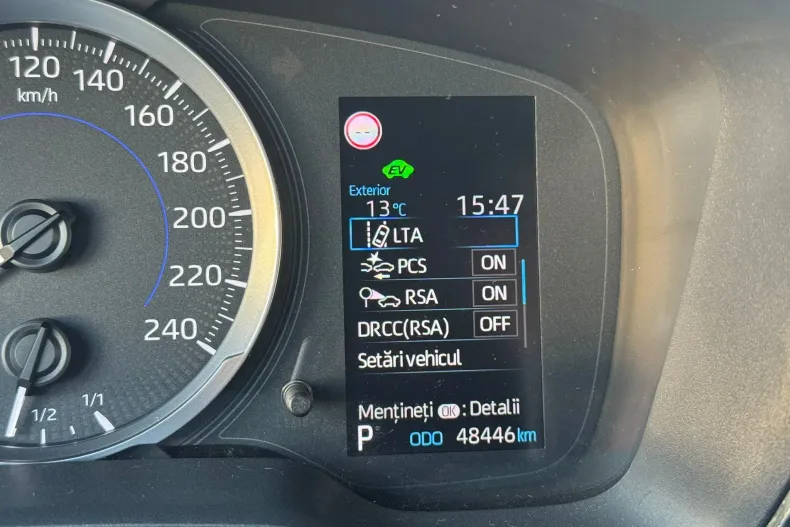 120
km/h
140
160
180
200
220
240
1/2
1/1
--
EV
Exterior
13°C 15:47
LTA
PCS ON
RSA ON
DRCC(RSA) OFF
Setări vehicul
Mențineți OK : Detalii
P ODO 48446 km